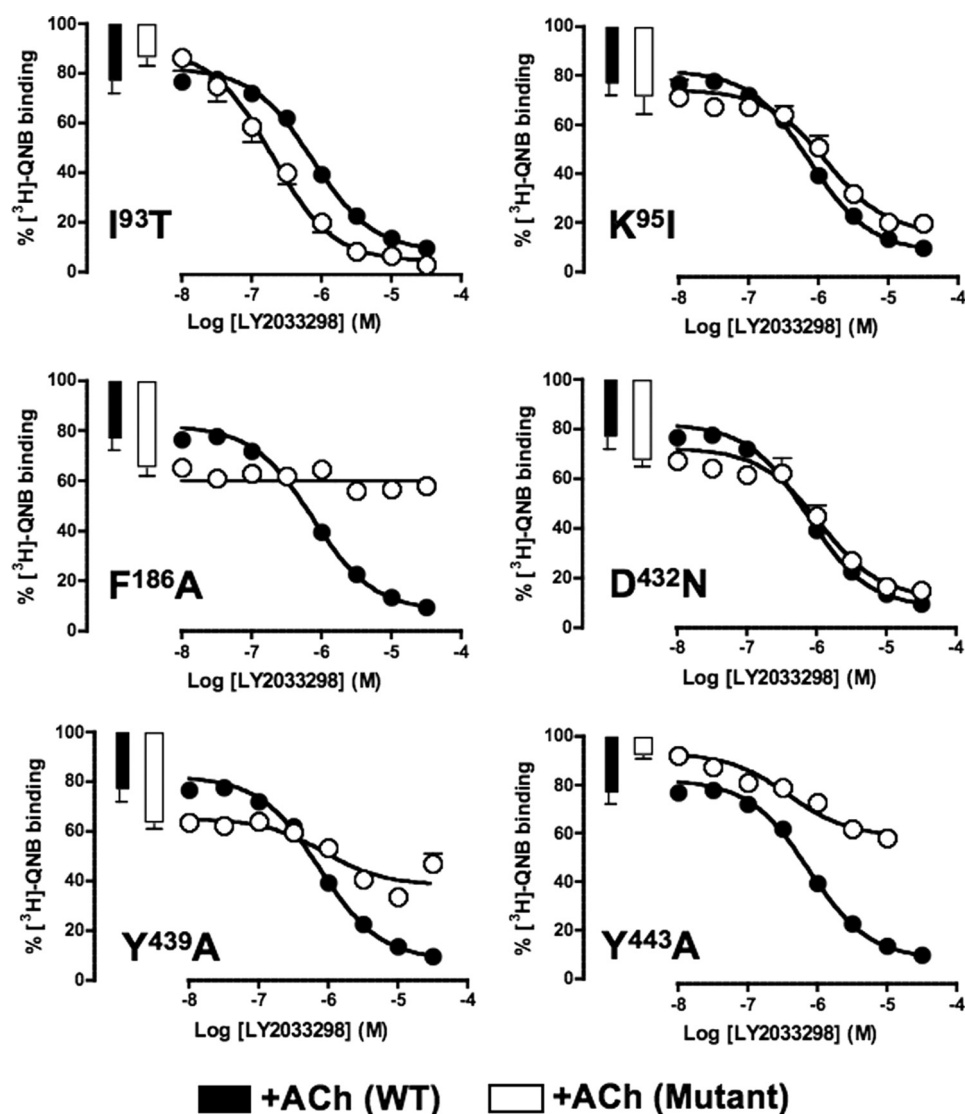 % [³H]-QNB binding
100
80
60
40
20
0
I⁹³T
-8 -7 -6 -5 -4
Log [LY2033298] (M)
% [³H]-QNB binding
100
80
60
40
20
0
K⁹⁵I
-8 -7 -6 -5 -4
Log [LY2033298] (M)
% [³H]-QNB binding
100
80
60
40
20
0
F¹⁸⁶A
-8 -7 -6 -5 -4
Log [LY2033298] (M)
% [³H]-QNB binding
100
80
60
40
20
0
D⁴³²N
-8 -7 -6 -5 -4
Log [LY2033298] (M)
% [³H]-QNB binding
100
80
60
40
20
0
Y⁴³⁹A
-8 -7 -6 -5 -4
Log [LY2033298] (M)
% [³H]-QNB binding
100
80
60
40
20
0
Y⁴⁴³A
-8 -7 -6 -5 -4
Log [LY2033298] (M)
+ACh (WT) +ACh (Mutant)